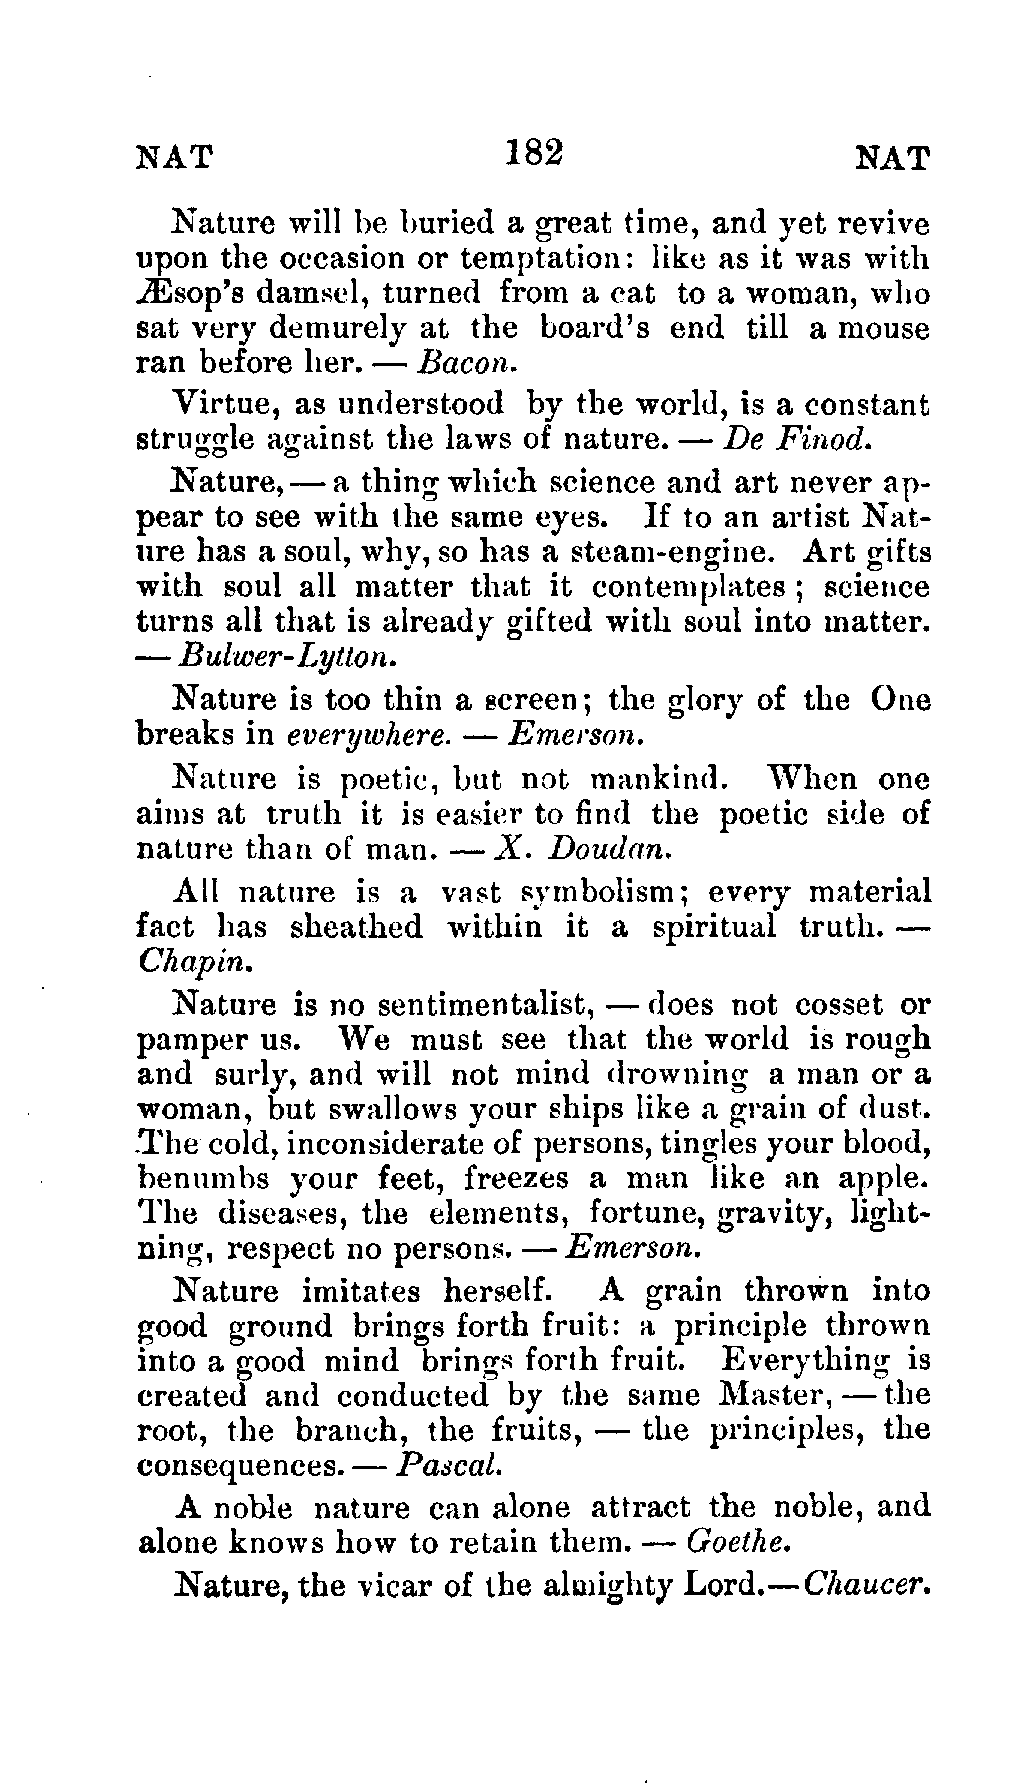 NAT 182 NAT
Nature will be buried a great time, and yet revive
upon the occasion or temptation: like as it was with
Æsop's damsel, turned from a cat to a woman, who
sat very demurely at the board's end till a mouse
ran before her. — Bacon.
Virtue, as understood by the world, is a constant
struggle against the laws of nature. — De Finod.
Nature, — a thing which science and art never ap-
pear to see with the same eyes. If to an artist Nat-
ure has a soul, why, so has a steam-engine. Art gifts
with soul all matter that it contemplates; science
turns all that is already gifted with soul into matter.
— Bulwer-Lytton.
Nature is too thin a screen; the glory of the One
breaks in everywhere. — Emerson.
Nature is poetic, but not mankind. When one
aims at truth it is easier to find the poetic side of
nature than of man. — X. Doudan.
All nature is a vast symbolism; every material
fact has sheathed within it a spiritual truth. —
Chapin.
Nature is no sentimentalist, — does not cosset or
pamper us. We must see that the world is rough
and surly, and will not mind drowning a man or a
woman, but swallows your ships like a grain of dust.
The cold, inconsiderate of persons, tingles your blood,
benumbs your feet, freezes a man like an apple.
The diseases, the elements, fortune, gravity, light-
ning, respect no persons. — Emerson.
Nature imitates herself. A grain thrown into
good ground brings forth fruit: a principle thrown
into a good mind brings forth fruit. Everything is
created and conducted by the same Master, — the
root, the branch, the fruits, — the principles, the
consequences. — Pascal.
A noble nature can alone attract the noble, and
alone knows how to retain them. — Goethe.
Nature, the vicar of the almighty Lord. — Chaucer.